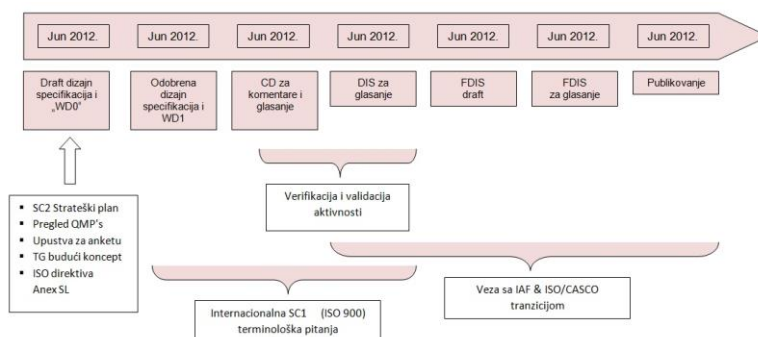 Jun 2012.
Jun 2012.
Jun 2012.
Jun 2012.
Jun 2012.
Jun 2012.
Jun 2012.
Draft dizajn
specifikacija i
„WD0"
Odobrena
dizajn
specifikacija i
WD1
CD za
komentare i
glasanje
DIS za
glasanje
FDIS
draft
FDIS
za glasanje
Publikovanje
Verifikacija i validacija
aktivnosti
SC2 Strateški plan
Pregled QMP's
Upustva za anketu
TG budući koncept
ISO direktiva
Anex SL
Internacionalna SC1 (ISO 900)
terminološka pitanja
Veza sa IAF & ISO/CASCO
tranzicijom